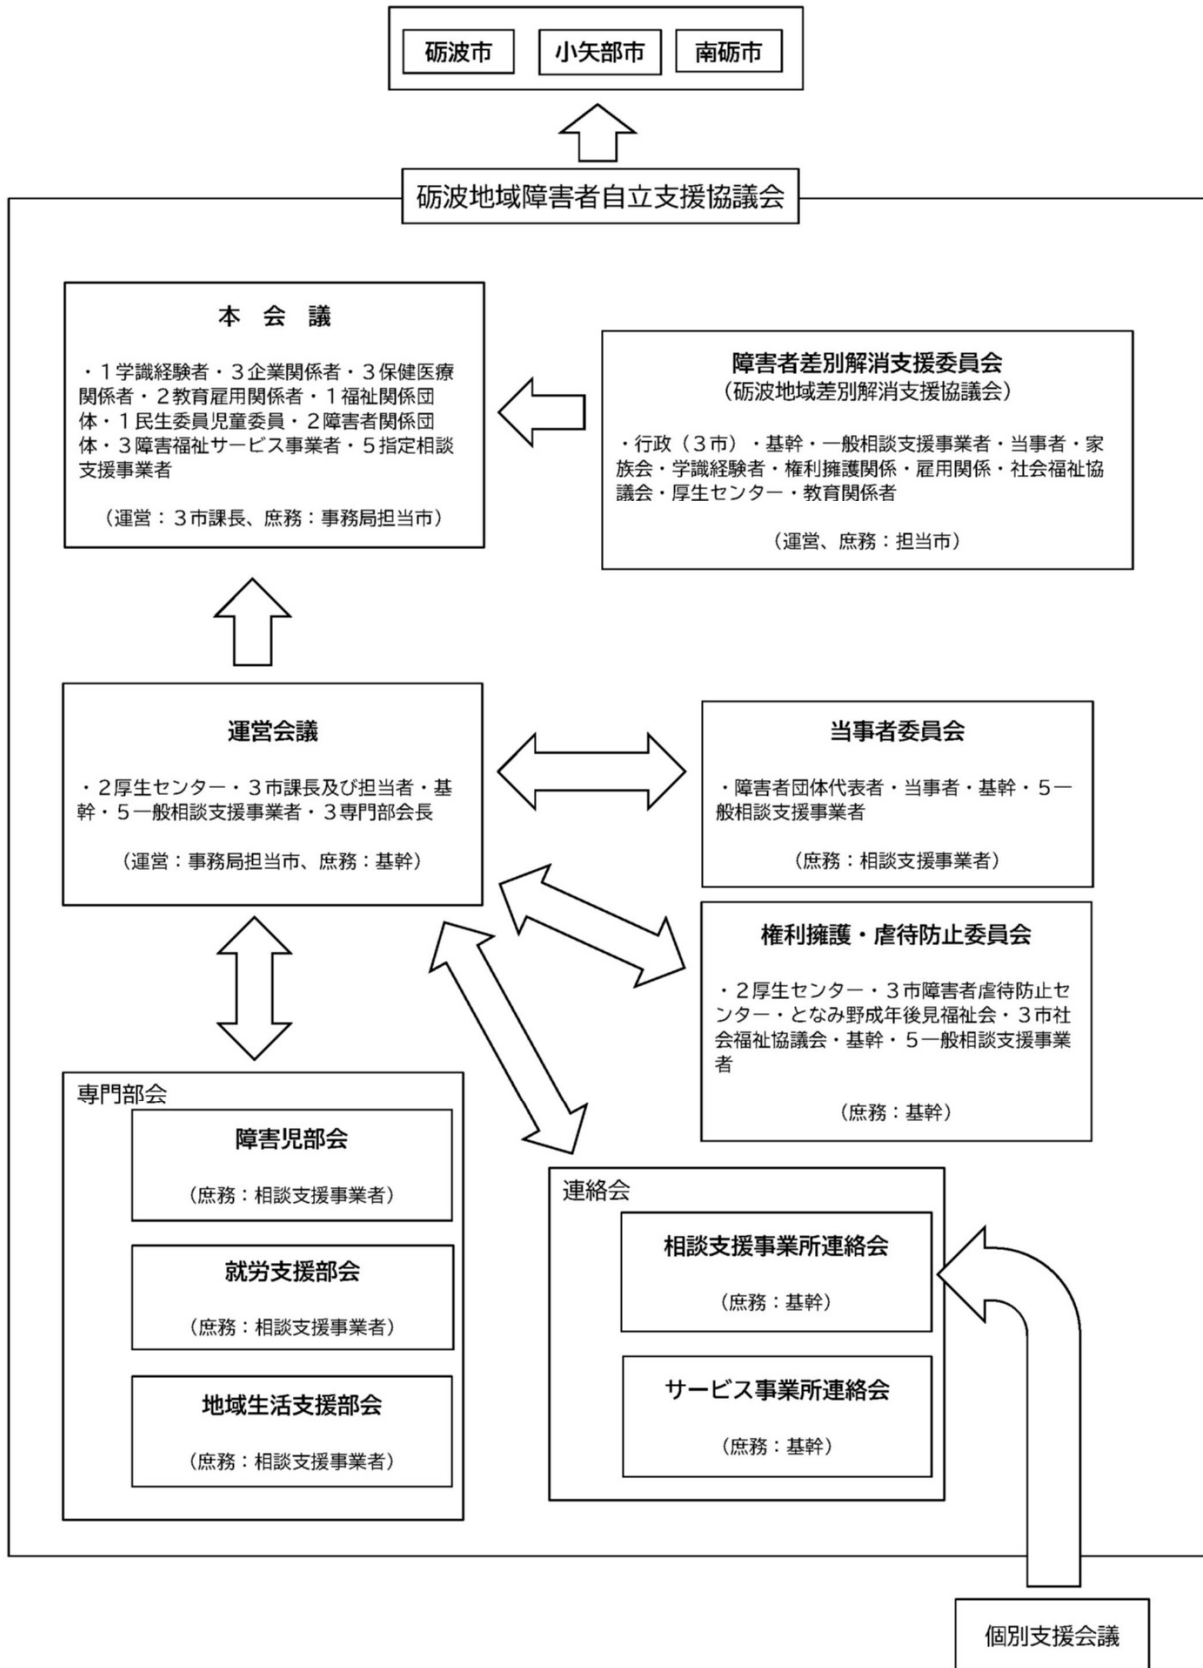 砺波市
小矢部市
南砺市
砺波地域障害者自立支援協議会
本　会　議
・１学識経験者・３企業関係者・３保健医療
関係者・２教育雇用関係者・１福祉関係団
体・１民生委員児童委員・２障害者関係団
体・３障害福祉サービス事業者・５指定相談
支援事業者
（運営：３市課長、庶務：事務局担当市）
障害者差別解消支援委員会
（砺波地域差別解消支援協議会）
・行政（３市）・基幹・一般相談支援事業者・当事者・家
族会・学識経験者・権利擁護関係・雇用関係・社会福祉協
議会・厚生センター・教育関係者
（運営、庶務：担当市）
運営会議
・２厚生センター・３市課長及び担当者・基
幹・５一般相談支援事業者・３専門部会長
（運営：事務局担当市、庶務：基幹）
当事者委員会
・障害者団体代表者・当事者・基幹・５一
般相談支援事業者
（庶務：相談支援事業者）
権利擁護・虐待防止委員会
・２厚生センター・３市障害者虐待防止セ
ンター・となみ野成年後見福祉会・３市社
会福祉協議会・基幹・５一般相談支援事業
者
（庶務：基幹）
専門部会
障害児部会
（庶務：相談支援事業者）
就労支援部会
（庶務：相談支援事業者）
地域生活支援部会
（庶務：相談支援事業者）
連絡会
相談支援事業所連絡会
（庶務：基幹）
サービス事業所連絡会
（庶務：基幹）
個別支援会議